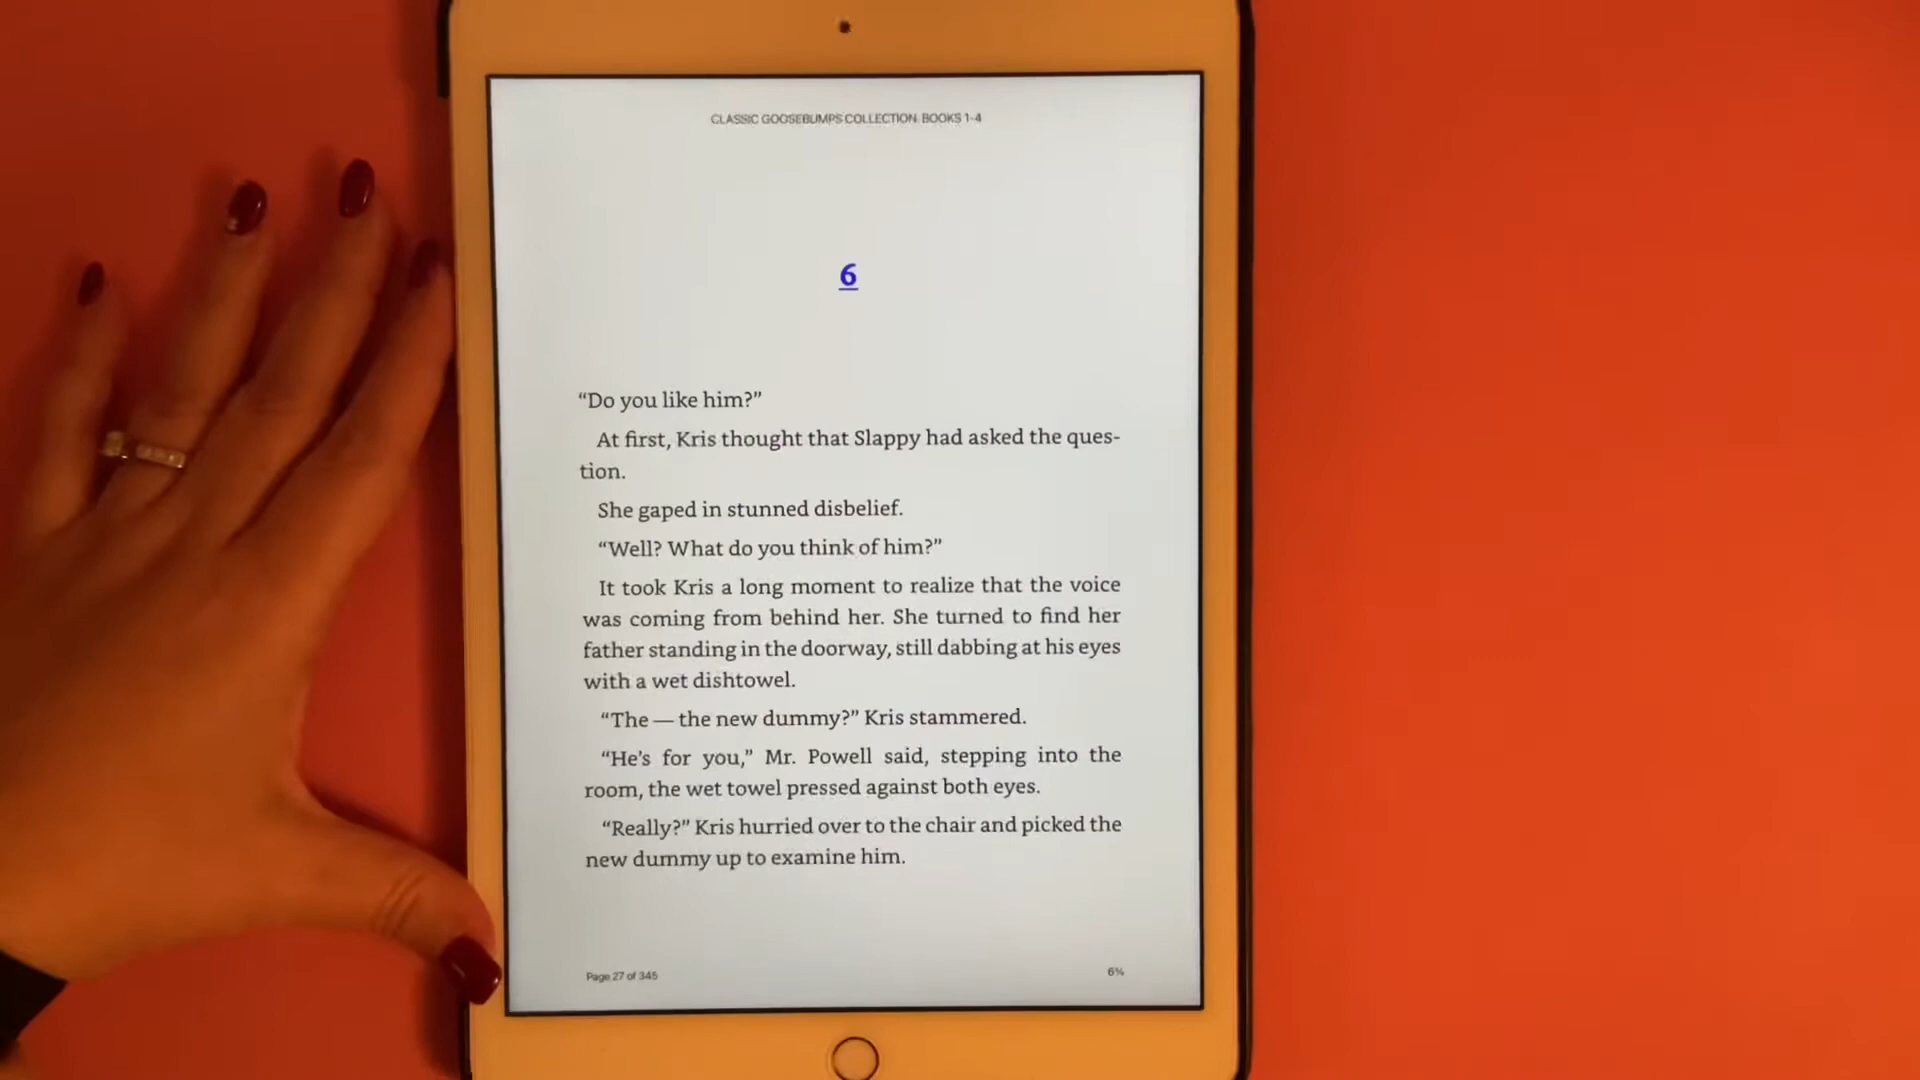 CLASSIC GOOSEBUMPS COLLECTION: BOOKS 1-4
6
“Do you like him?”
At first, Kris thought that Slappy had asked the ques-
tion.
She gaped in stunned disbelief.
“Well? What do you think of him?”
It took Kris a long moment to realize that the voice
was coming from behind her. She turned to find her
father standing in the doorway, still dabbing at his eyes
with a wet dishtowel.
“The — the new dummy?” Kris stammered.
“He’s for you,” Mr. Powell said, stepping into the
room, the wet towel pressed against both eyes.
“Really?” Kris hurried over to the chair and picked the
new dummy up to examine him.
Page 27 of 345
6%